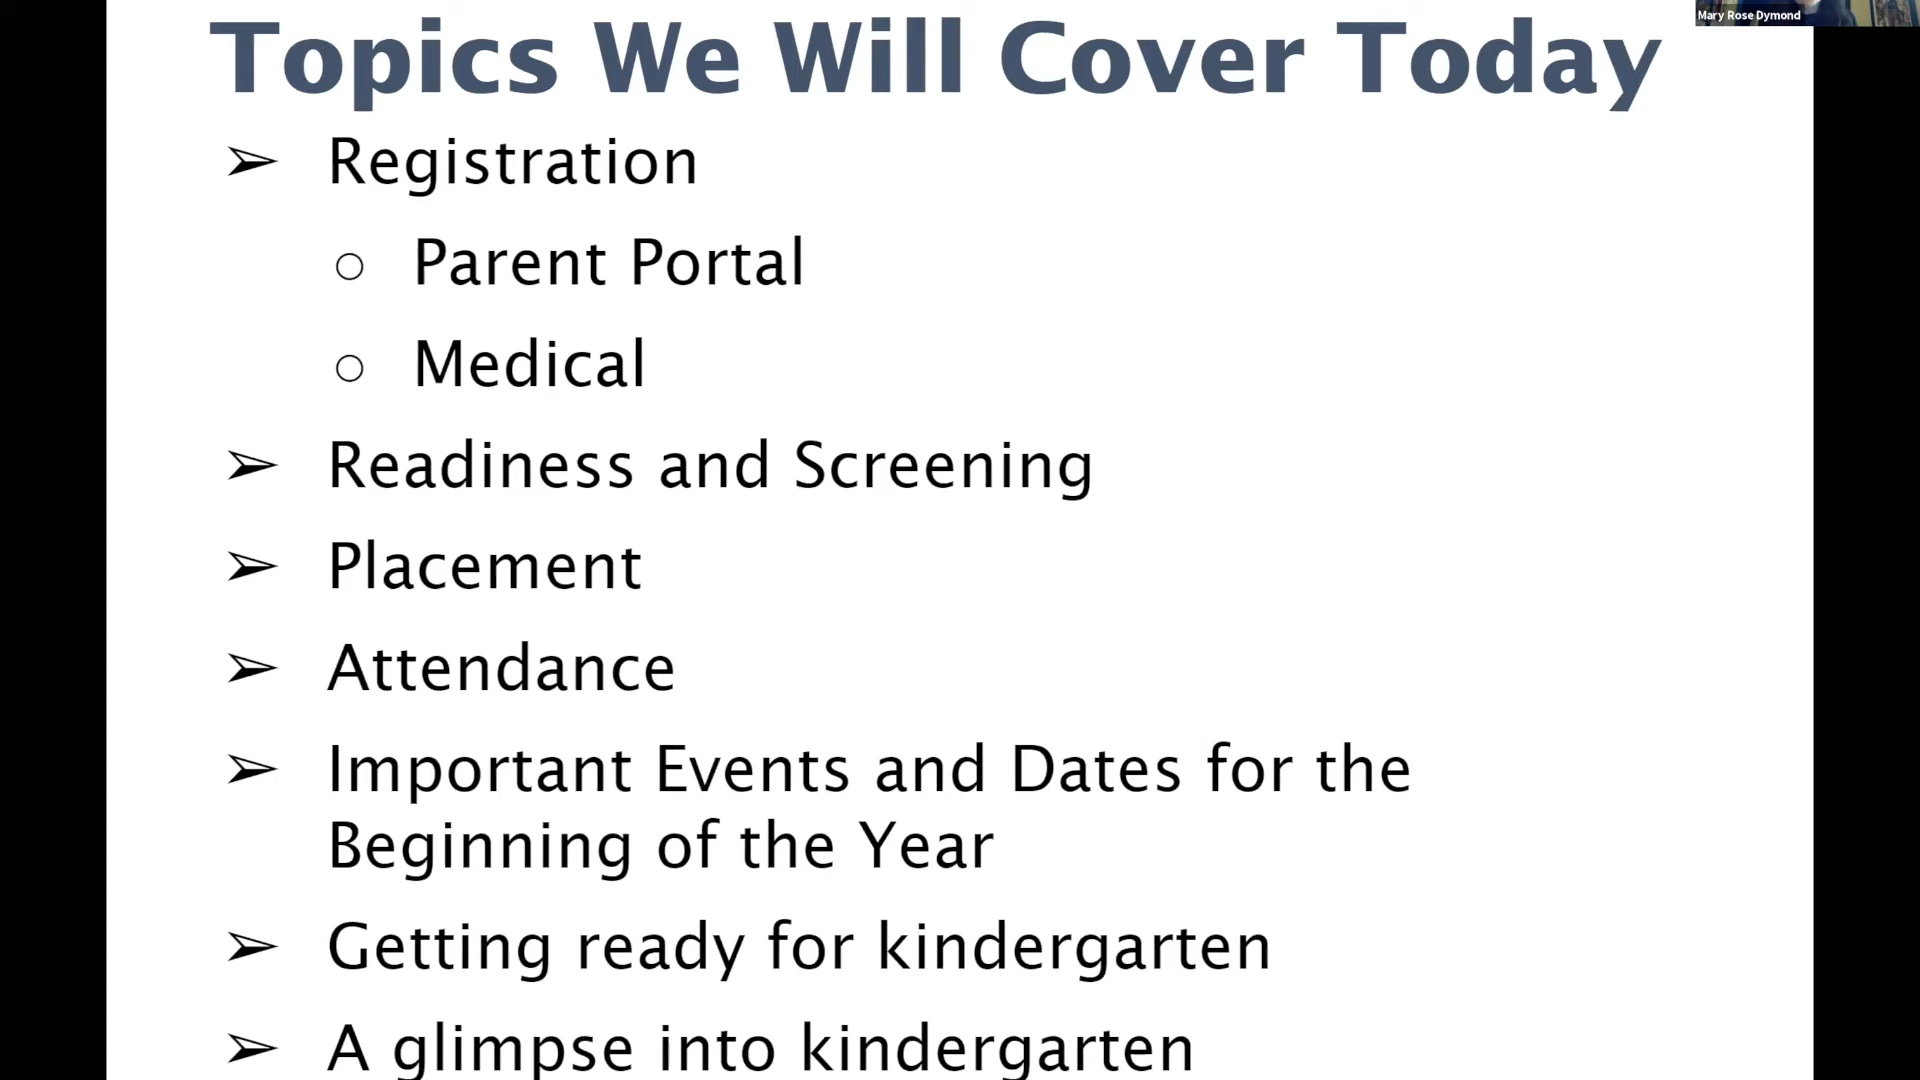 Topics We Will Cover Today
Mary Rose Dymond
➢ Registration
○ Parent Portal
○ Medical
➢ Readiness and Screening
➢ Placement
➢ Attendance
➢ Important Events and Dates for the
Beginning of the Year
➢ Getting ready for kindergarten
➢ A glimpse into kindergarten